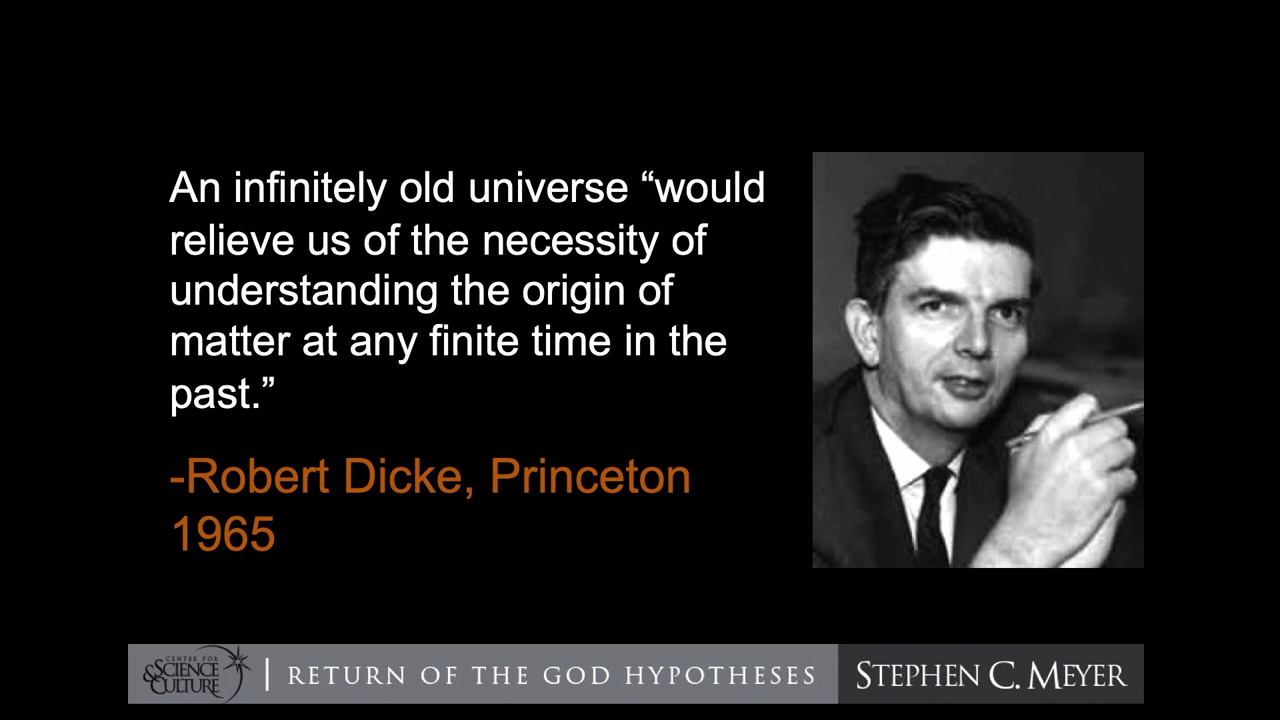 An infinitely old universe “would
relieve us of the necessity of
understanding the origin of
matter at any finite time in the
past.”
-Robert Dicke, Princeton
1965
CENTER FOR
SCIENCE
& CULTURE
RETURN OF THE GOD HYPOTHESES
STEPHEN C. MEYER